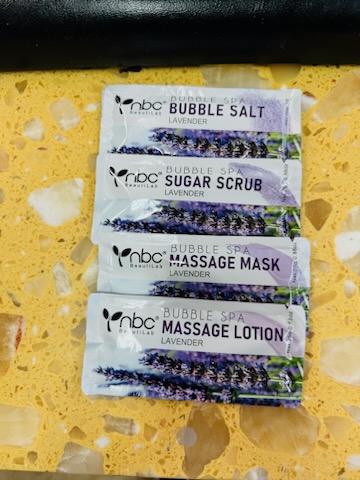 nbc®
BeautiLab
BUBBLE SPA
BUBBLE SALT
LAVENDER
nbc®
BeautiLab
BUBBLE SPA
SUGAR SCRUB
LAVENDER
nbc®
BeautiLab
BUBBLE SPA
MASSAGE MASK
LAVENDER
nbc®
BeautiLab
BUBBLE SPA
MASSAGE LOTION
LAVENDER